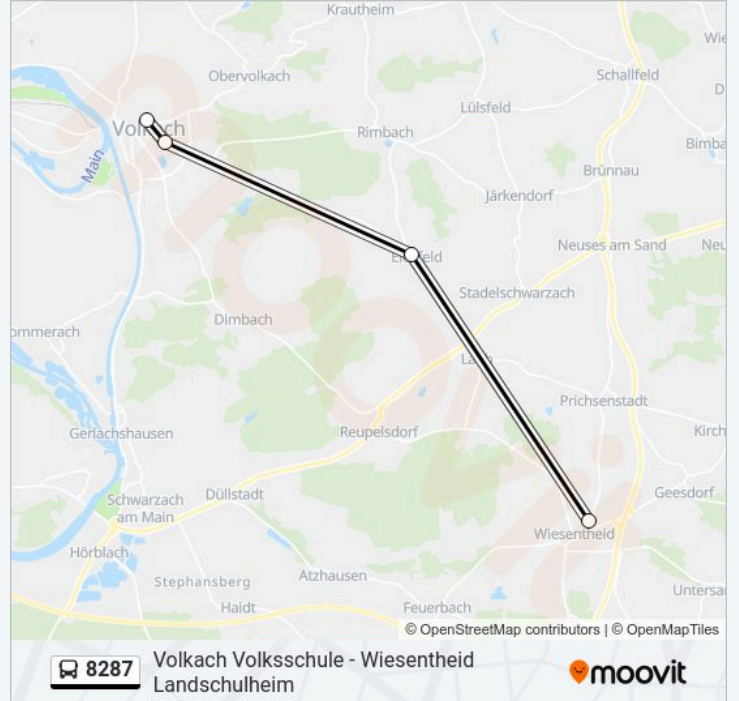 Krautheim
Wie
Obervolkach
Schallfeld
Lülsfeld
Volkach
Rimbach
Bimba
Main
Brünnau
Järkendorf
Neuses am Sand
Neu
Eichfeld
Stadelschwarzach
Dimbach
ommerach
Laub
Prichsenstadt
Gerlachshausen
Reupelsdorf
Kirch
Schwarzach
am Main
Düllstadt
Geesdorf
Wiesentheid
Hörblach
Atzhausen
Stephansberg
Untersa
Haidt
Feuerbach
© OpenStreetMap contributors | © OpenMapTiles
8287
Volkach Volksschule - Wiesentheid
Landschulheim
moovit